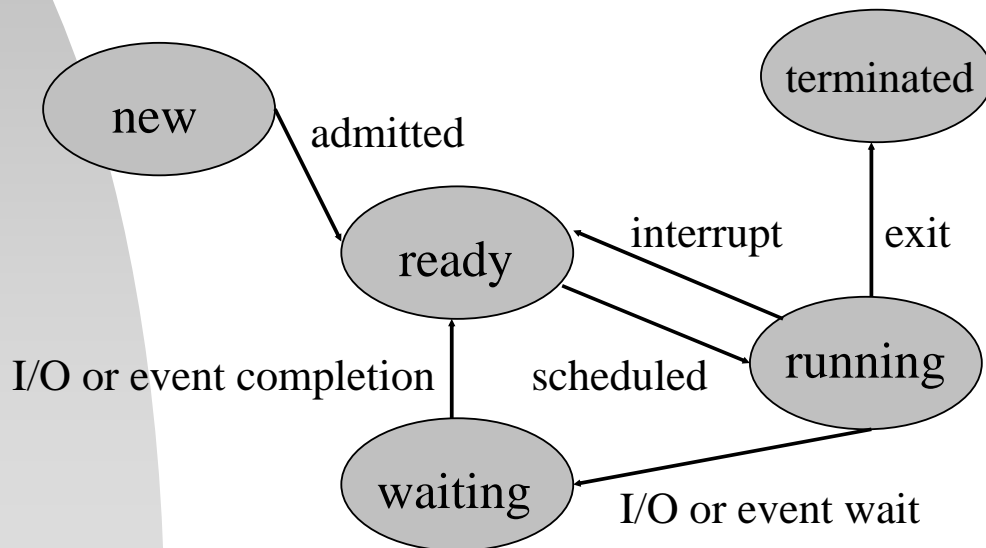 terminated
new
admitted
interrupt
exit
ready
I/O or event completion
scheduled
running
waiting
I/O or event wait